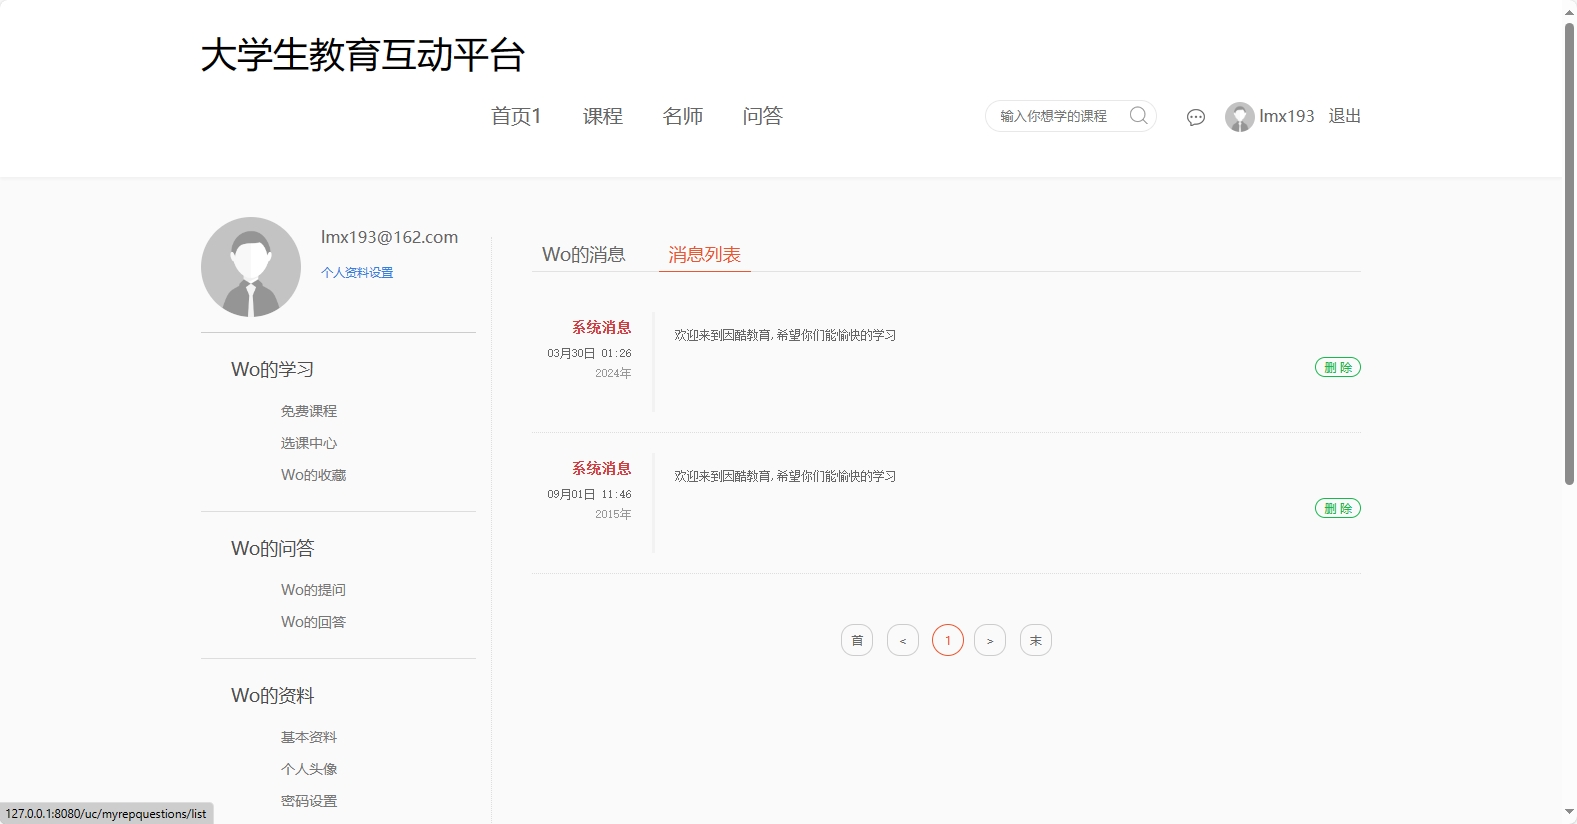 大学生教育互动平台
首页1 课程 名师 问答 输入你想学的课程 lmx193 退出
lmx193@162.com
个人资料设置
Wo的学习
免费课程
选课中心
Wo的收藏
Wo的问答
Wo的提问
Wo的回答
Wo的资料
基本资料
个人头像
密码设置
Wo的消息 消息列表
系统消息
03月30日 01:26
2024年
欢迎来到因酷教育,希望你们能愉快的学习
删 除
系统消息
09月01日 11:46
2015年
欢迎来到因酷教育,希望你们能愉快的学习
删 除
首 < 1 > 末
127.0.0.1:8080/uc/myrepquestions/list